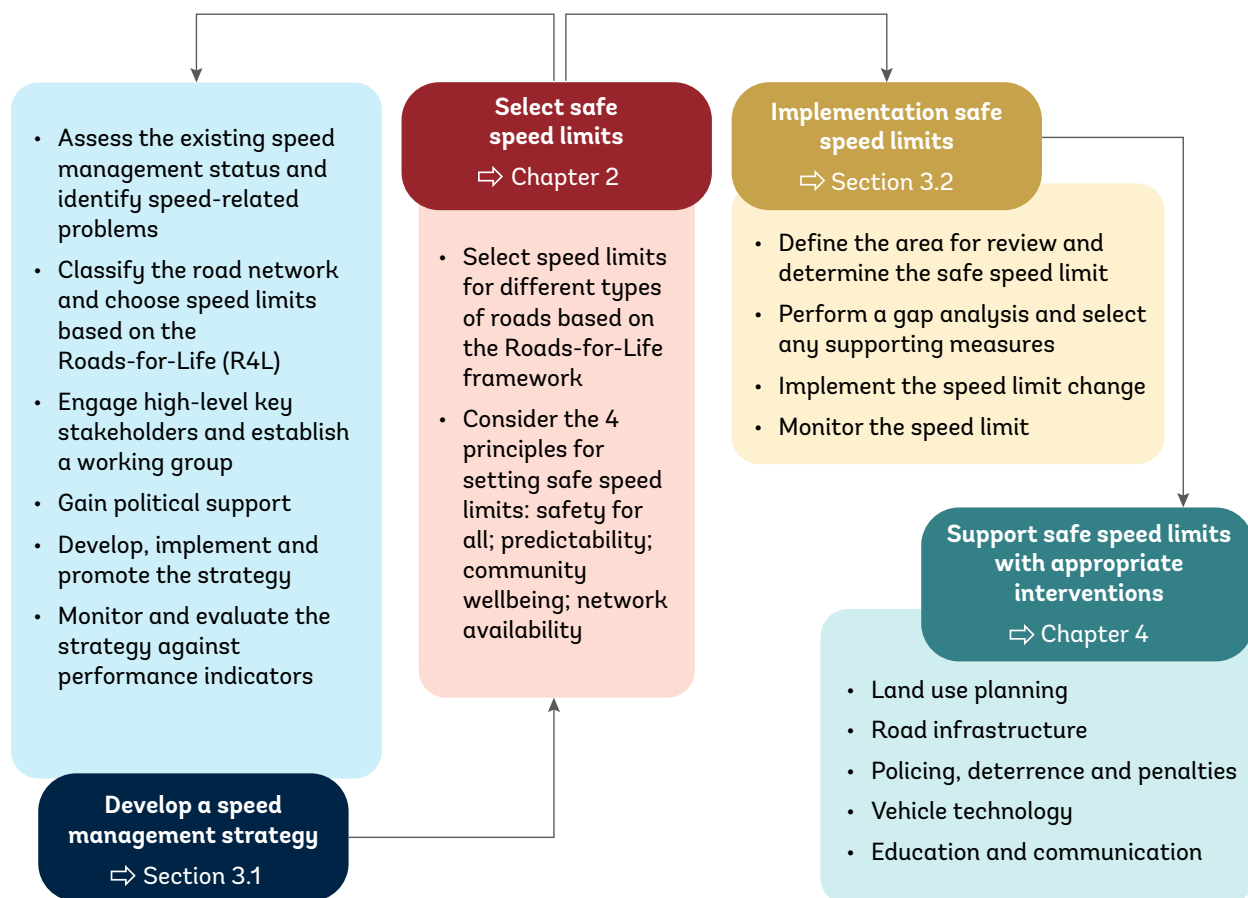 • Assess the existing speed
management status and
identify speed-related
problems
• Classify the road network
and choose speed limits
based on the
Roads-for-Life (R4L)
• Engage high-level key
stakeholders and establish
a working group
• Gain political support
• Develop, implement and
promote the strategy
• Monitor and evaluate the
strategy against
performance indicators
Develop a speed
management strategy
⇨ Section 3.1
Select safe
speed limits
⇨ Chapter 2
• Select speed limits
for different types
of roads based on
the Roads-for-Life
framework
• Consider the 4
principles for
setting safe speed
limits: safety for
all; predictability;
community
wellbeing; network
availability
Implementation safe
speed limits
⇨ Section 3.2
• Define the area for review and
determine the safe speed limit
• Perform a gap analysis and select
any supporting measures
• Implement the speed limit change
• Monitor the speed limit
Support safe speed limits
with appropriate
interventions
⇨ Chapter 4
• Land use planning
• Road infrastructure
• Policing, deterrence and penalties
• Vehicle technology
• Education and communication